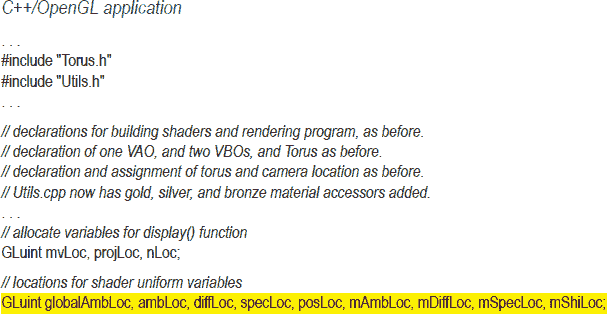 C++/OpenGL application
. . .
#include "Torus.h"
#include "Utils.h"
. . .
// declarations for building shaders and rendering program, as before.
// declaration of one VAO, and two VBOs, and Torus as before.
// declaration and assignment of torus and camera location as before.
// Utils.cpp now has gold, silver, and bronze material accessors added.
. . .
// allocate variables for display() function
GLuint mvLoc, projLoc, nLoc;
// locations for shader uniform variables
GLuint globalAmbLoc, ambLoc, diffLoc, specLoc, posLoc, mAmbLoc, mDiffLoc, mSpecLoc, mShiLoc;